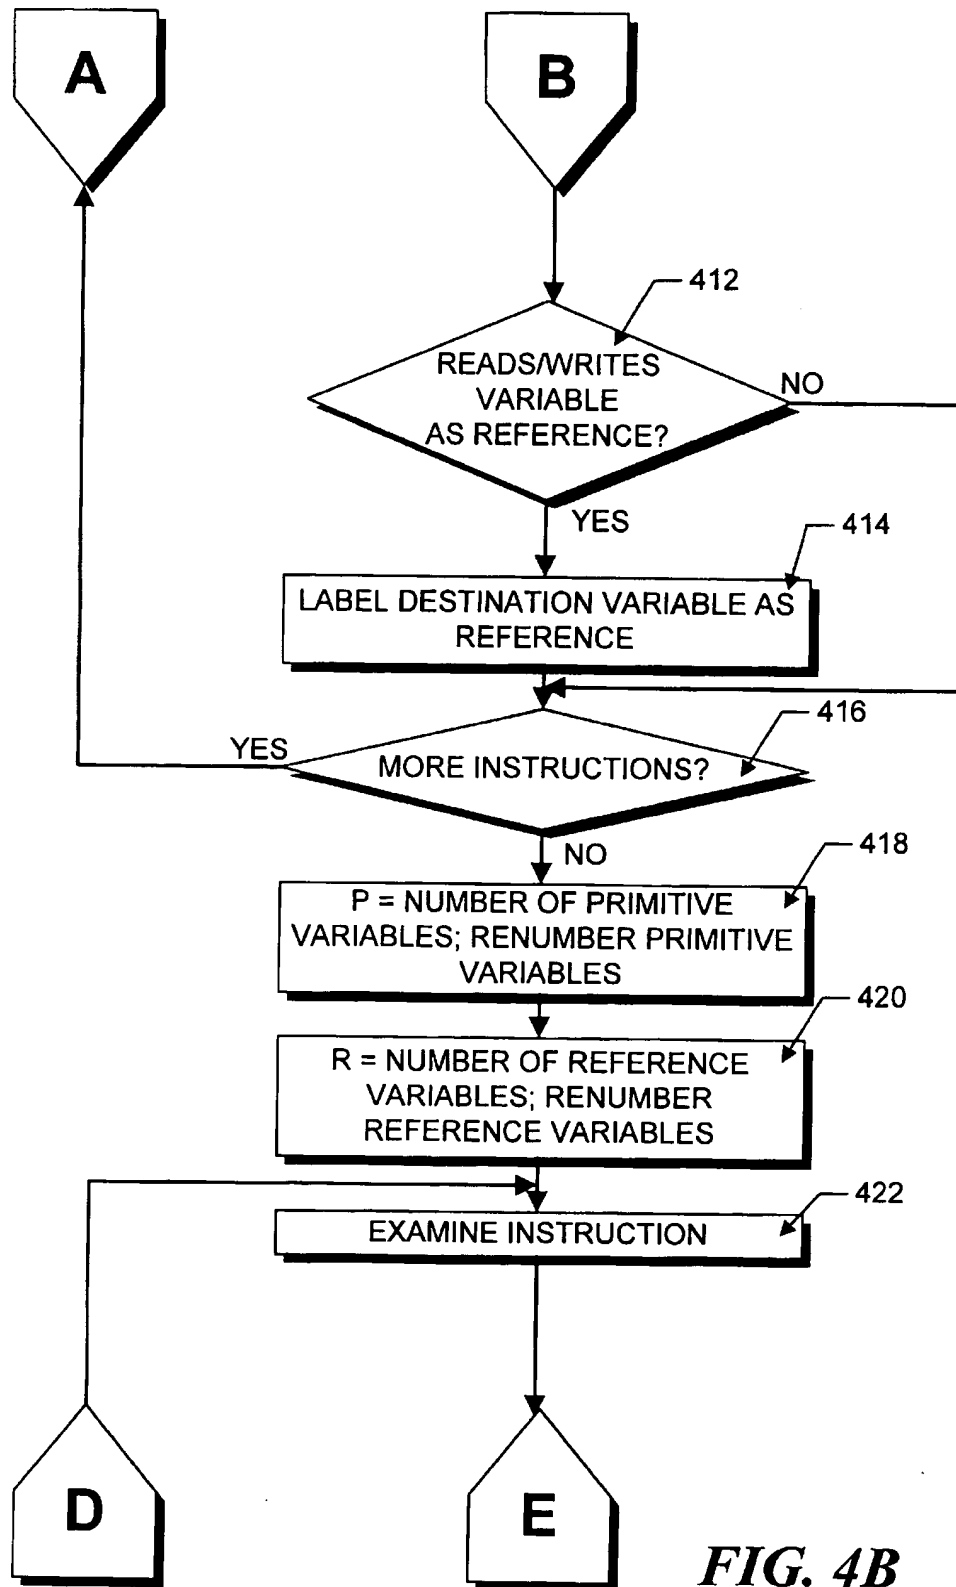 A
B
412
READS/WRITES
VARIABLE
AS REFERENCE?
NO
YES
414
LABEL DESTINATION VARIABLE AS
REFERENCE
416
YES
MORE INSTRUCTIONS?
NO
418
P = NUMBER OF PRIMITIVE
VARIABLES; RENUMBER PRIMITIVE
VARIABLES
420
R = NUMBER OF REFERENCE
VARIABLES; RENUMBER
REFERENCE VARIABLES
422
EXAMINE INSTRUCTION
D
E
FIG. 4B